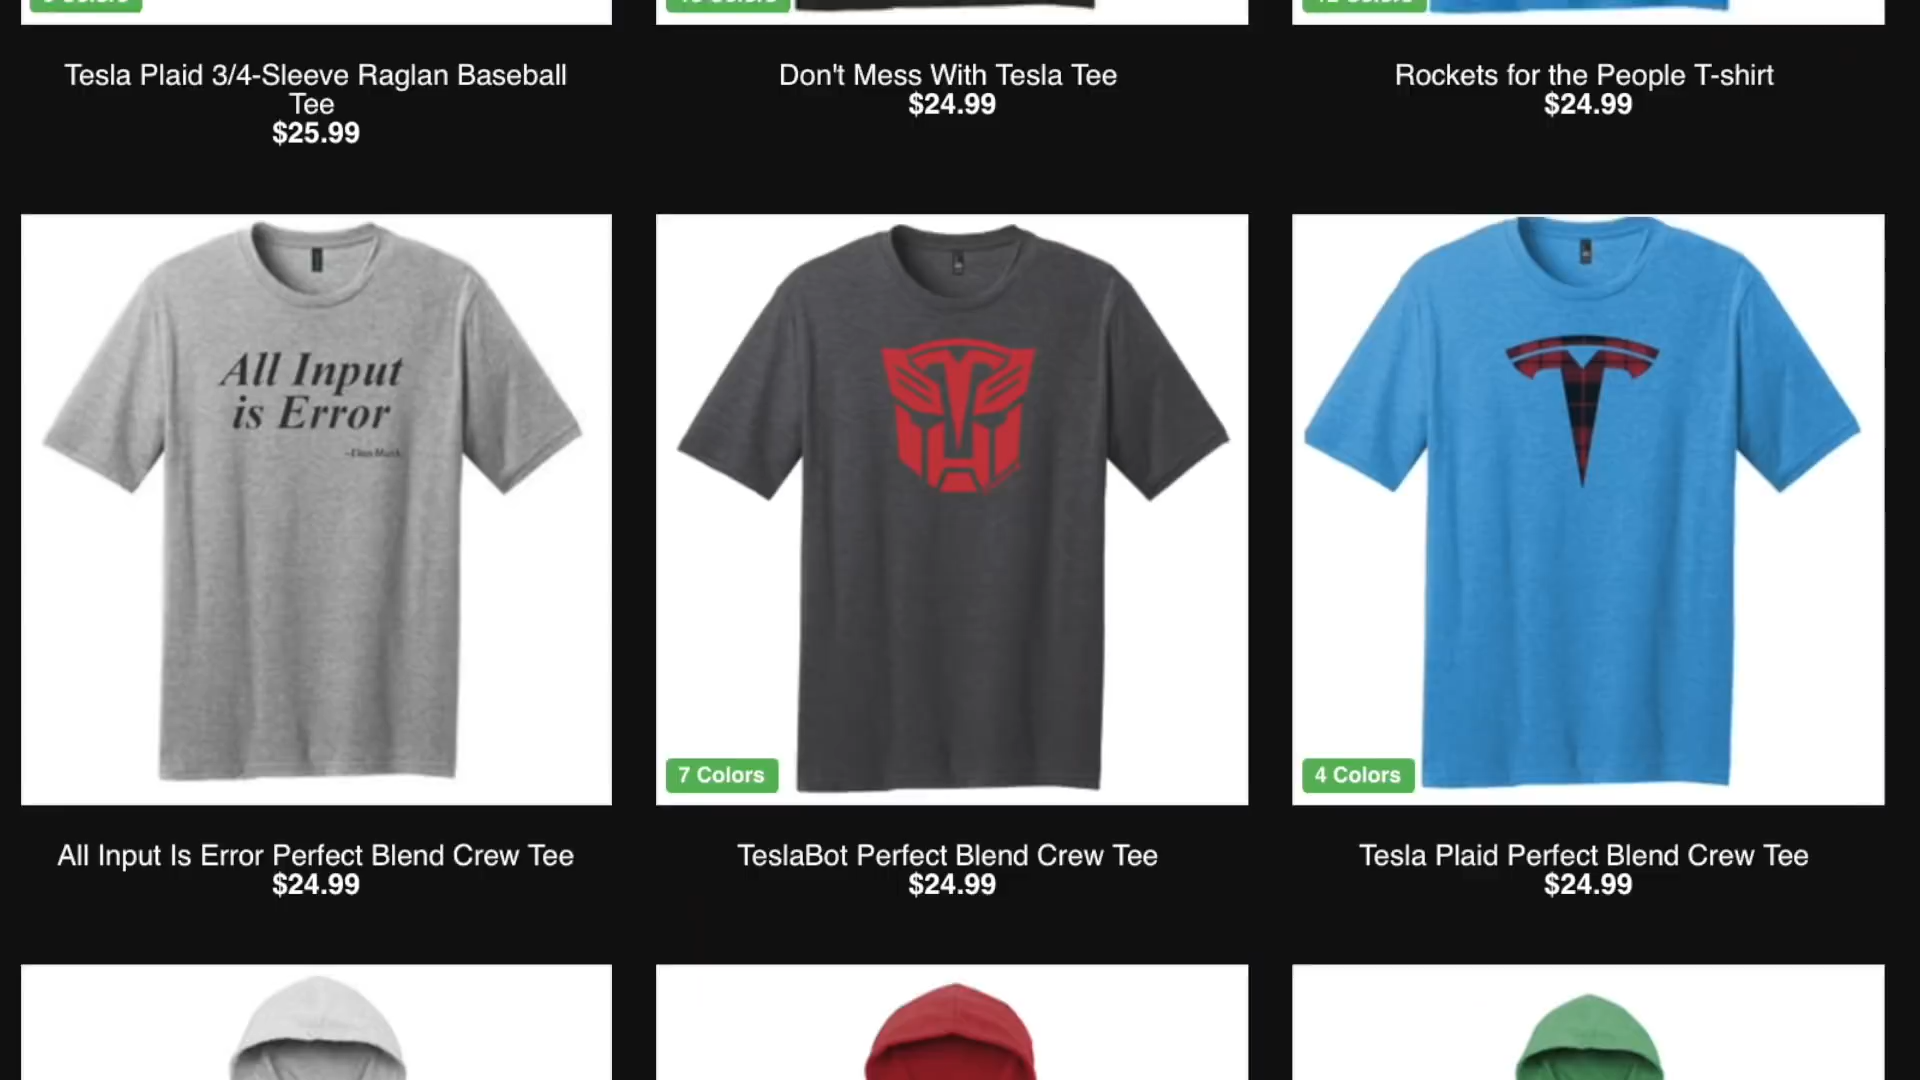 Tesla Plaid 3/4-Sleeve Raglan Baseball
Tee
$25.99
Don't Mess With Tesla Tee
$24.99
Rockets for the People T-shirt
$24.99
All Input
is Error
~Elon Musk
7 Colors
4 Colors
All Input Is Error Perfect Blend Crew Tee
$24.99
TeslaBot Perfect Blend Crew Tee
$24.99
Tesla Plaid Perfect Blend Crew Tee
$24.99